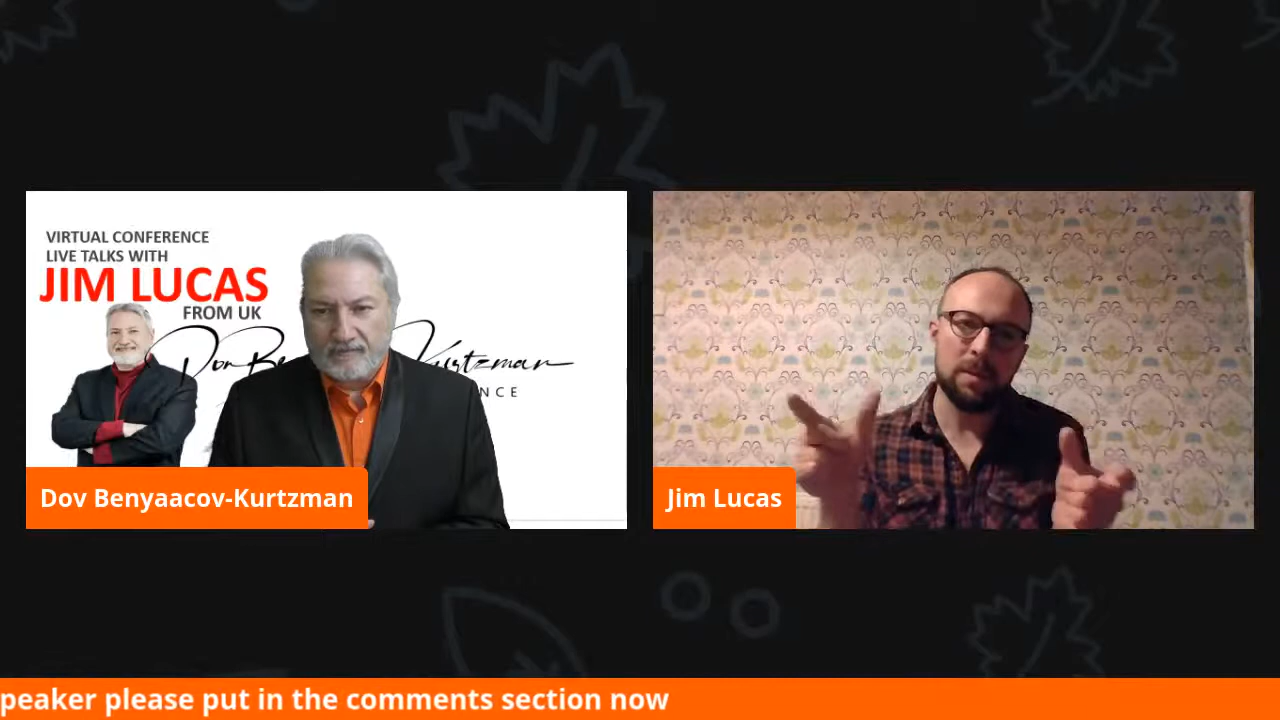 VIRTUAL CONFERENCE
LIVE TALKS WITH
JIM LUCAS
FROM UK
Kurtzman
Dov Benyaacov-Kurtzman
Jim Lucas
please put in the comments section now